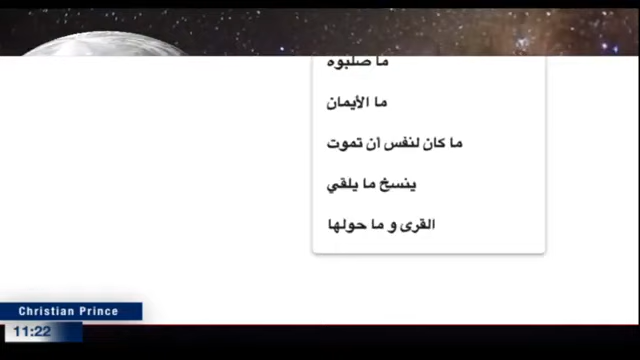 ما صلبوه
ما الأيمان
ما كان لنفس أن تموت
ينسخ ما يلقي
القرى و ما حولها
Christian Prince
11:22